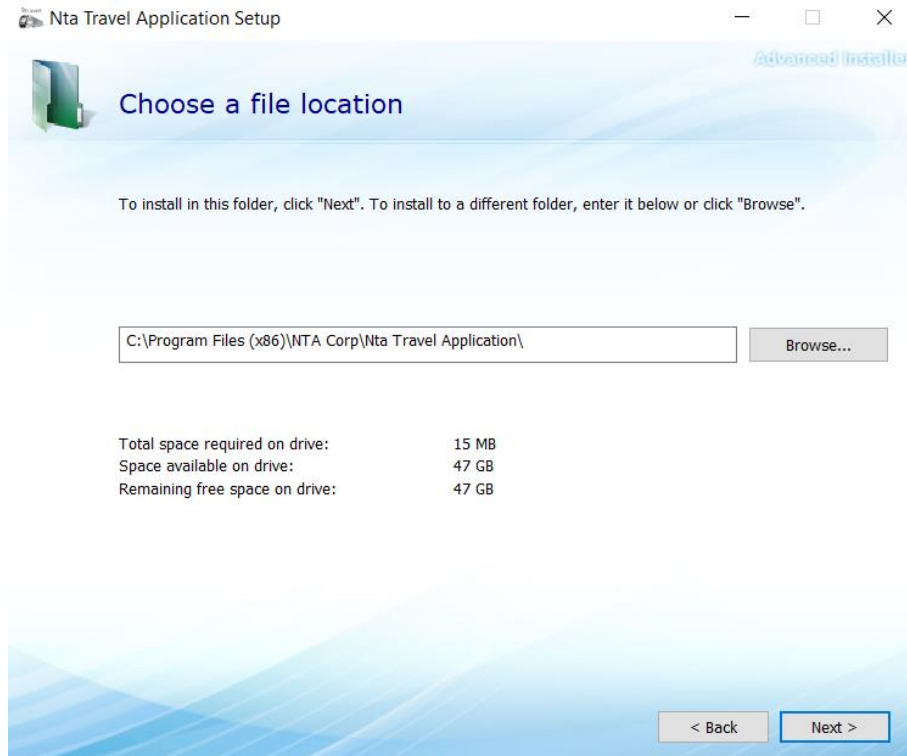 Nta Travel Application Setup
Advanced Installer
Choose a file location
To install in this folder, click "Next". To install to a different folder, enter it below or click "Browse".
C:\Program Files (x86)\NTA Corp\Nta Travel Application\
Browse...
Total space required on drive: 15 MB
Space available on drive: 47 GB
Remaining free space on drive: 47 GB
< Back
Next >